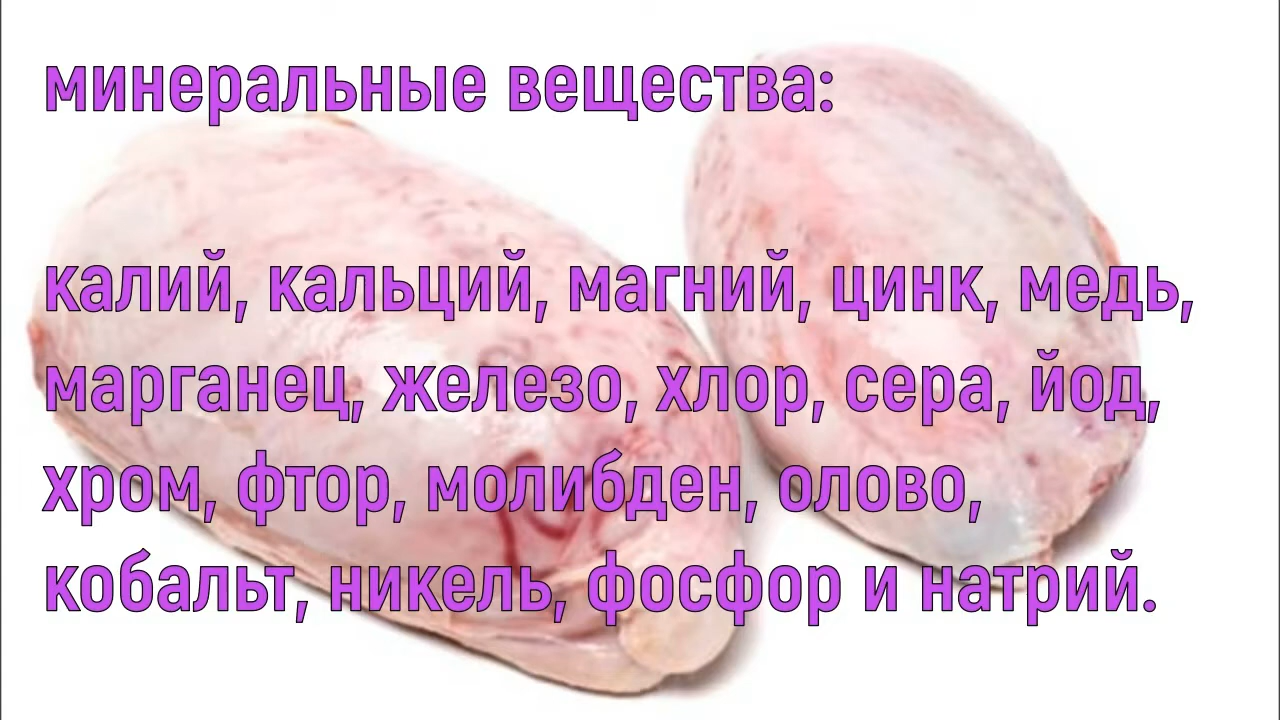 минеральные вещества:
калий, кальций, магний, цинк, медь,
марганец, железо, хлор, сера, йод,
хром, фтор, молибден, олово,
кобальт, никель, фосфор и натрий.